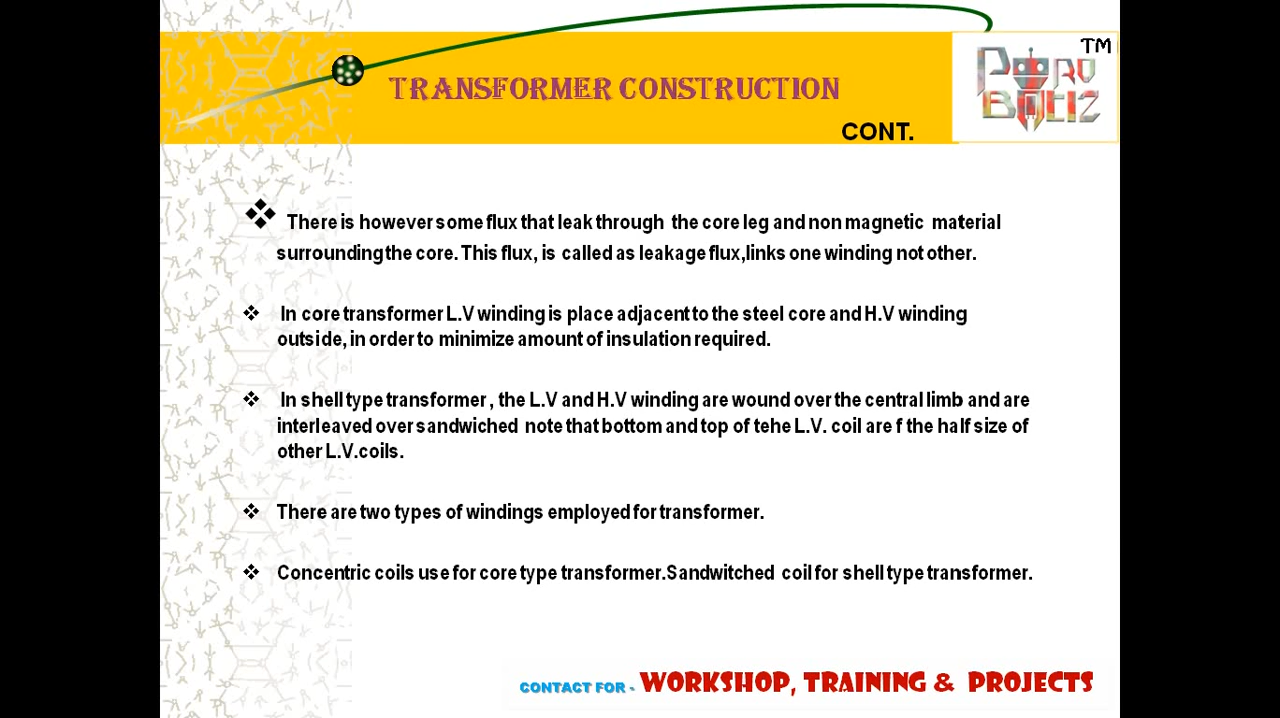 TRANSFORMER CONSTRUCTION
CONT.
TM
PORO
BOTIZ
There is however some flux that leak through the core leg and non magnetic material
surrounding the core. This flux, is called as leakage flux,links one winding not other.
In core transformer L.V winding is place adjacent to the steel core and H.V winding
outside, in order to minimize amount of insulation required.
In shell type transformer , the L.V and H.V winding are wound over the central limb and are
interleaved over sandwiched note that bottom and top of tehe L.V. coil are f the half size of
other L.V.coils.
There are two types of windings employed for transformer.
Concentric coils use for core type transformer.Sandwitched coil for shell type transformer.
CONTACT FOR - WORKSHOP, TRAINING & PROJECTS